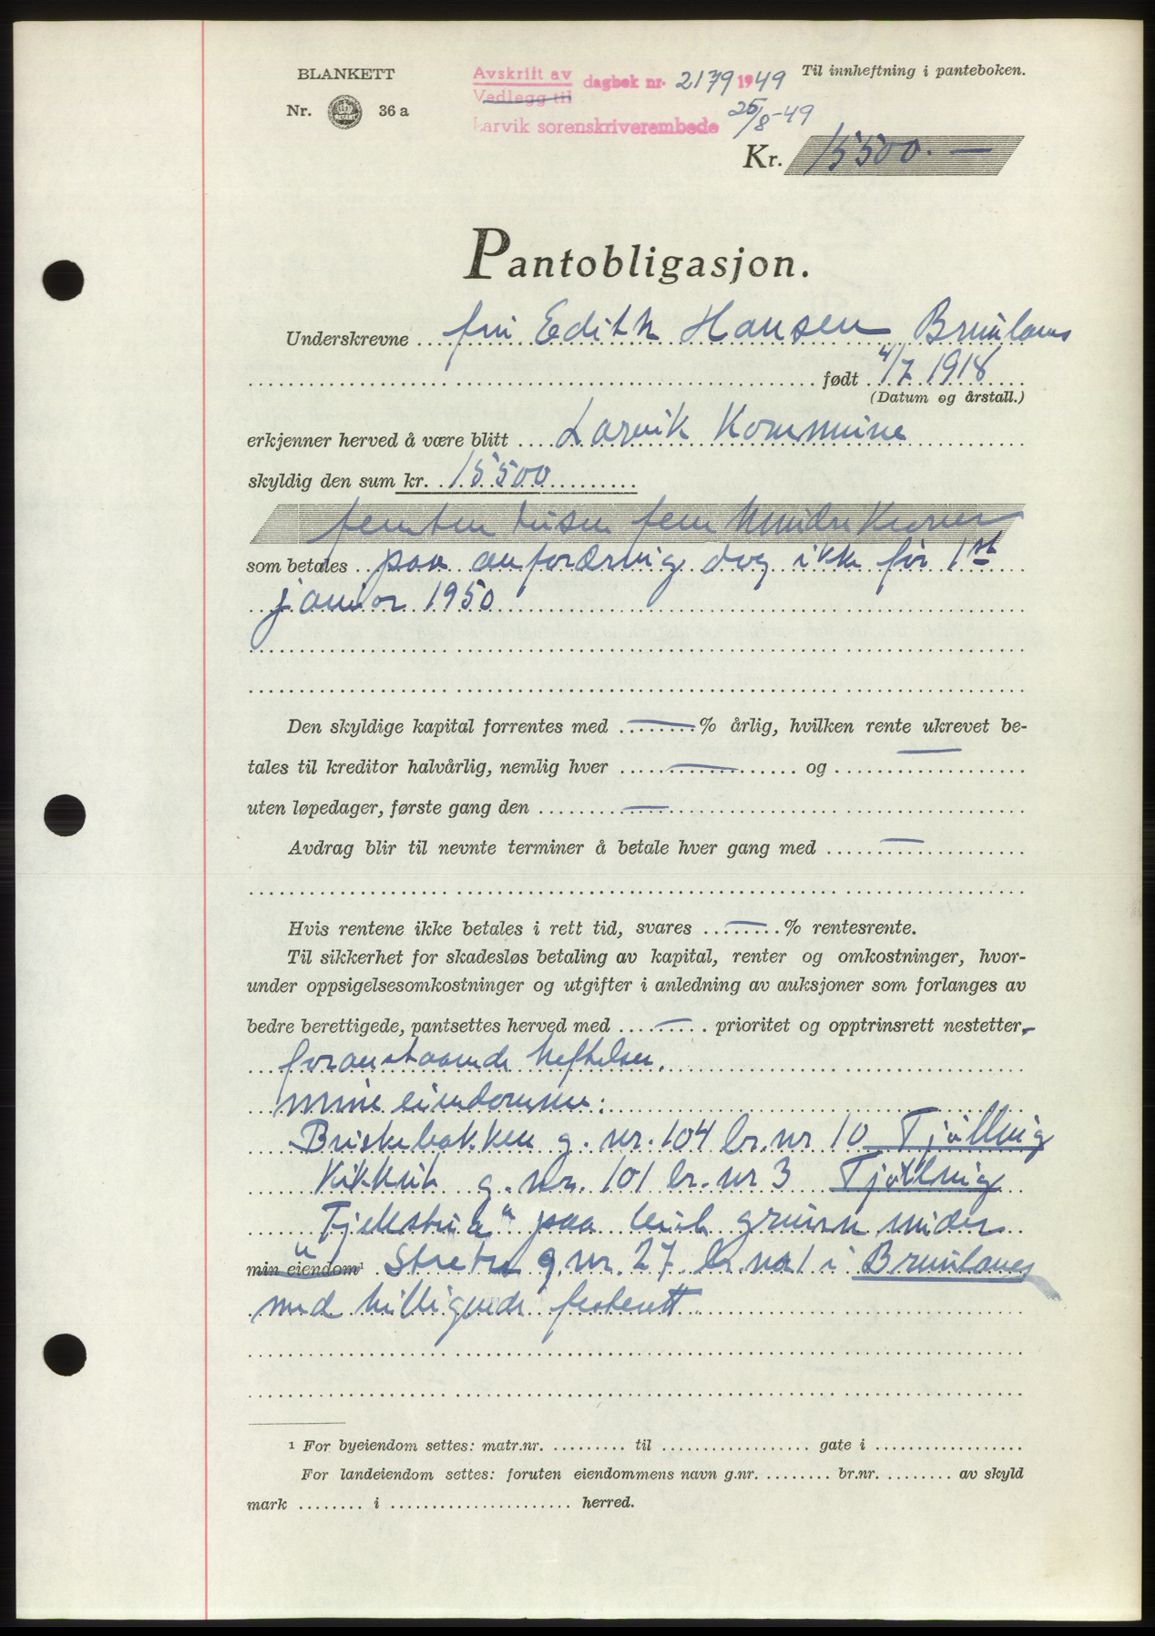 BLANKETT
Nr. 36 a
Avskrift av
Vedlegg til
dagbok nr. 2179 1949
Larvik sorenskriverembede
25/8-49
Til innheftning i panteboken.
Kr. 15500.—
Pantobligasjon.
Underskrevne fru Edith Hansen Brunlanes
født 4/7 1918
(Datum og årstall.)
erkjenner herved å være blitt Larvik Kommune
skyldig den sum kr. 15500
femten tusen fem hundre Kroner
som betales paa anfordring dog ikke før 1st
januar 1950
Den skyldige kapital forrentes med — % årlig, hvilken rente ukrevet be-
tales til kreditor halvårlig, nemlig hver — og —
uten løpedager, første gang den —
Avdrag blir til nevnte terminer å betale hver gang med —
Hvis rentene ikke betales i rett tid, svares — % rentesrente.
Til sikkerhet for skadesløs betaling av kapital, renter og omkostninger, hvor-
under oppsigelsesomkostninger og utgifter i anledning av auksjoner som forlanges av
bedre berettigede, pantsettes herved med — prioritet og opptrinsrett nestetter
foranstaaende heftelser.
mine eiendommer:
Briskebakken g. nr. 104 br. nr 10 Tjølling
g. nr. 101 br. nr 3 Tjølling
paa leiet grunn under
min eiendom¹ g. nr. 27 br. nr 1 i Brunlanes
med tilliggende festerett
¹ For byeiendom settes: matr.nr. ......... til .................. gate i ..................
For landeiendom settes: foruten eiendommens navn g.nr. ......... br.nr. ......... av skyld
mark ........ i ...................... herred.